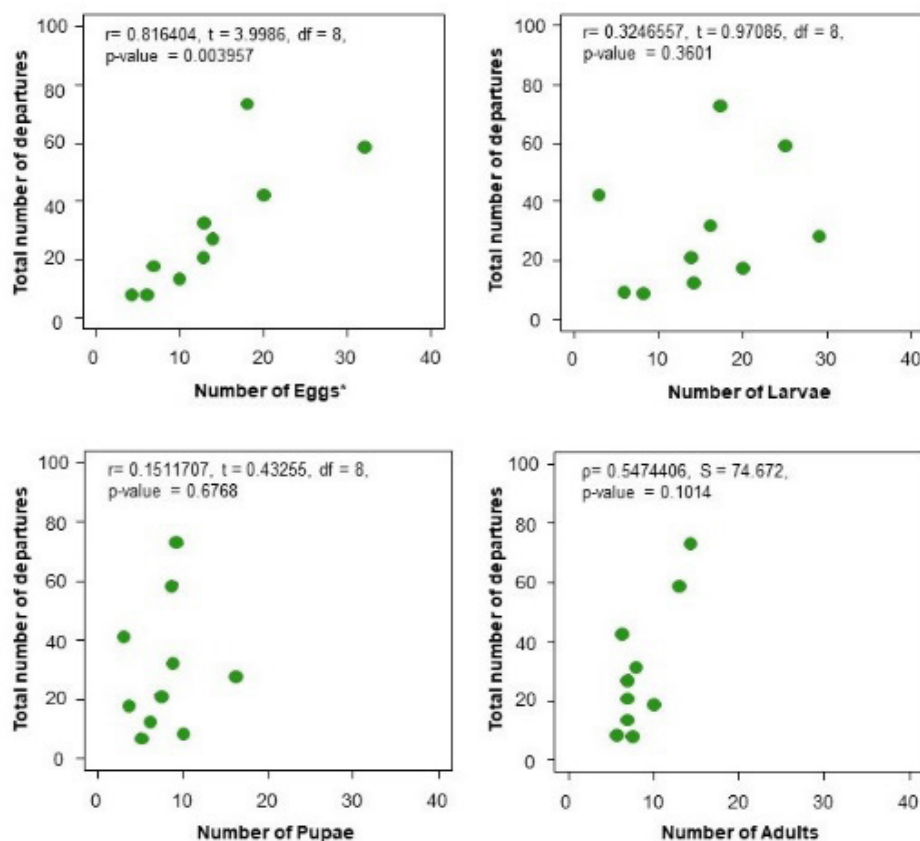 r= 0.816404, t = 3.9986, df = 8,
p-value = 0.003957
Total number of departures
100
80
60
40
20
0
0 10 20 30 40
Number of Eggs*
r= 0.3246557, t = 0.97085, df = 8,
p-value = 0.3601
Total number of departures
100
80
60
40
20
0
0 10 20 30 40
Number of Larvae
r= 0.1511707, t = 0.43255, df = 8,
p-value = 0.6768
Total number of departures
100
80
60
40
20
0
0 10 20 30 40
Number of Pupae
ρ= 0.5474406, S = 74.672,
p-value = 0.1014
Total number of departures
100
80
60
40
20
0
0 10 20 30 40
Number of Adults